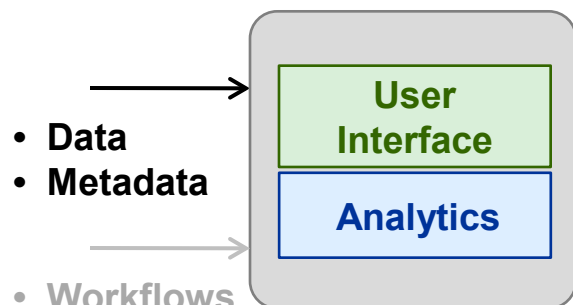 User
Interface
• Data
• Metadata
Analytics
• Workflows